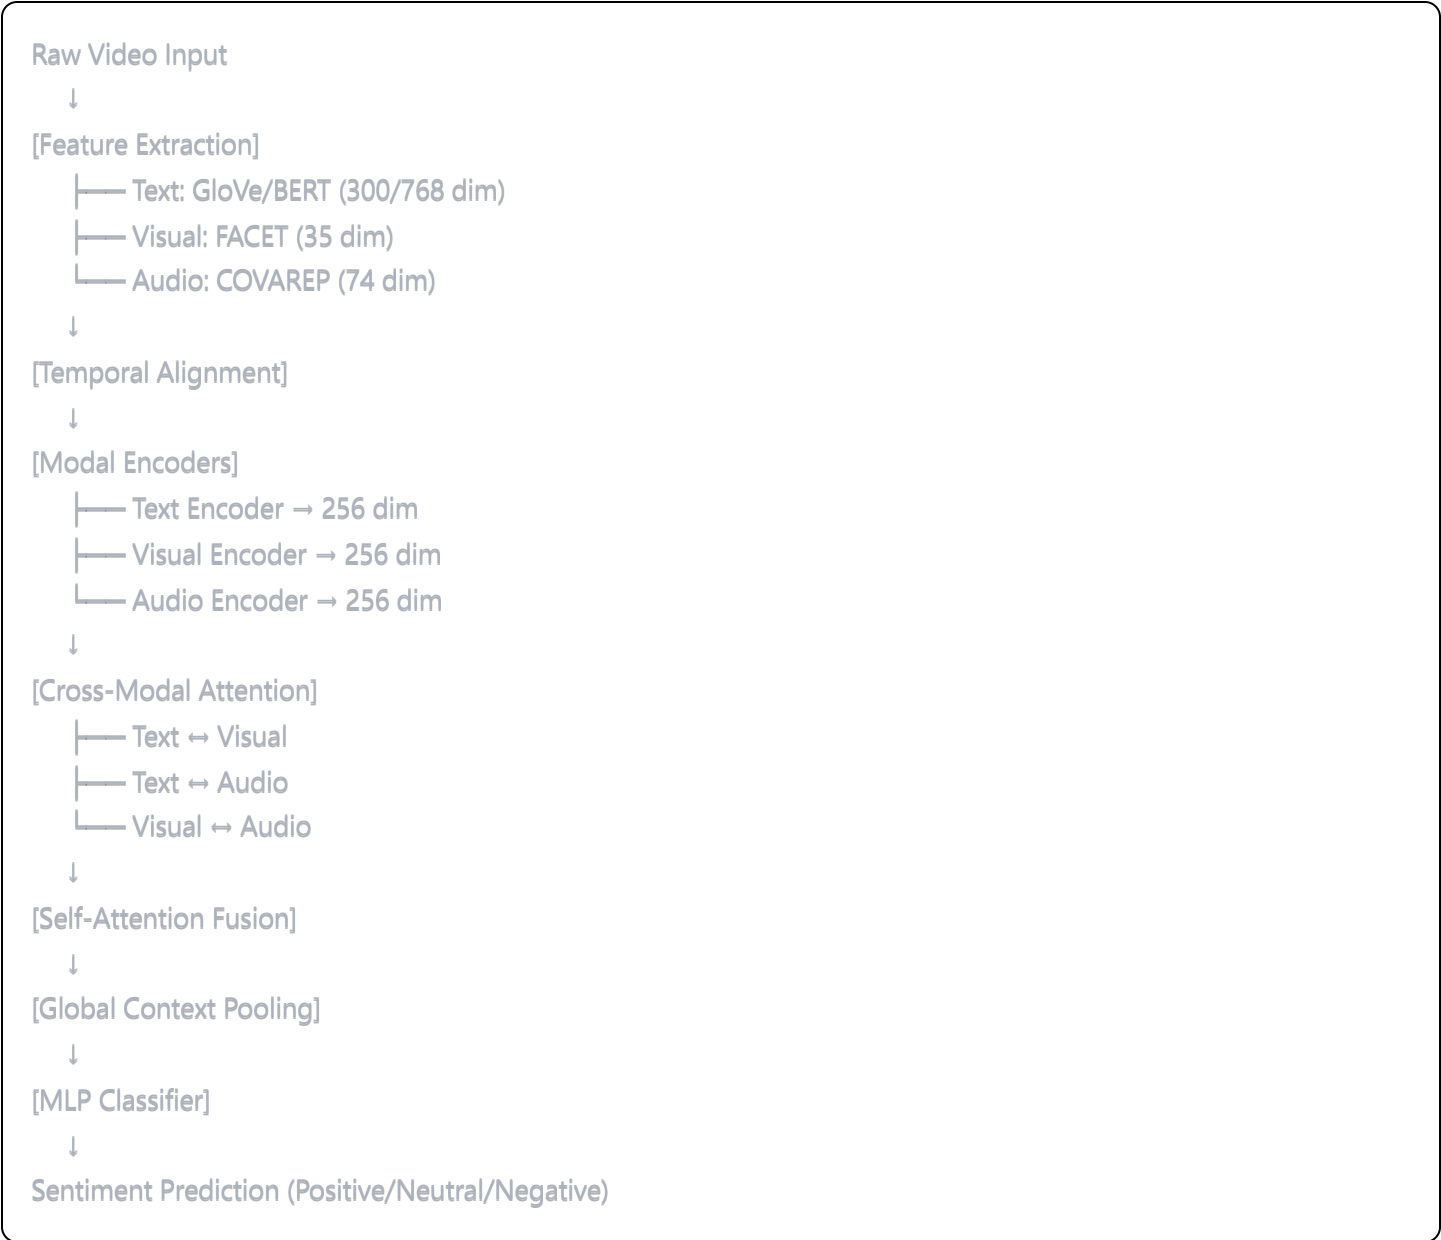 Raw Video Input
↓
[Feature Extraction]
├── Text: GloVe/BERT (300/768 dim)
├── Visual: FACET (35 dim)
└── Audio: COVAREP (74 dim)
↓
[Temporal Alignment]
↓
[Modal Encoders]
├── Text Encoder → 256 dim
├── Visual Encoder → 256 dim
└── Audio Encoder → 256 dim
↓
[Cross-Modal Attention]
├── Text ↔ Visual
├── Text ↔ Audio
└── Visual ↔ Audio
↓
[Self-Attention Fusion]
↓
[Global Context Pooling]
↓
[MLP Classifier]
↓
Sentiment Prediction (Positive/Neutral/Negative)